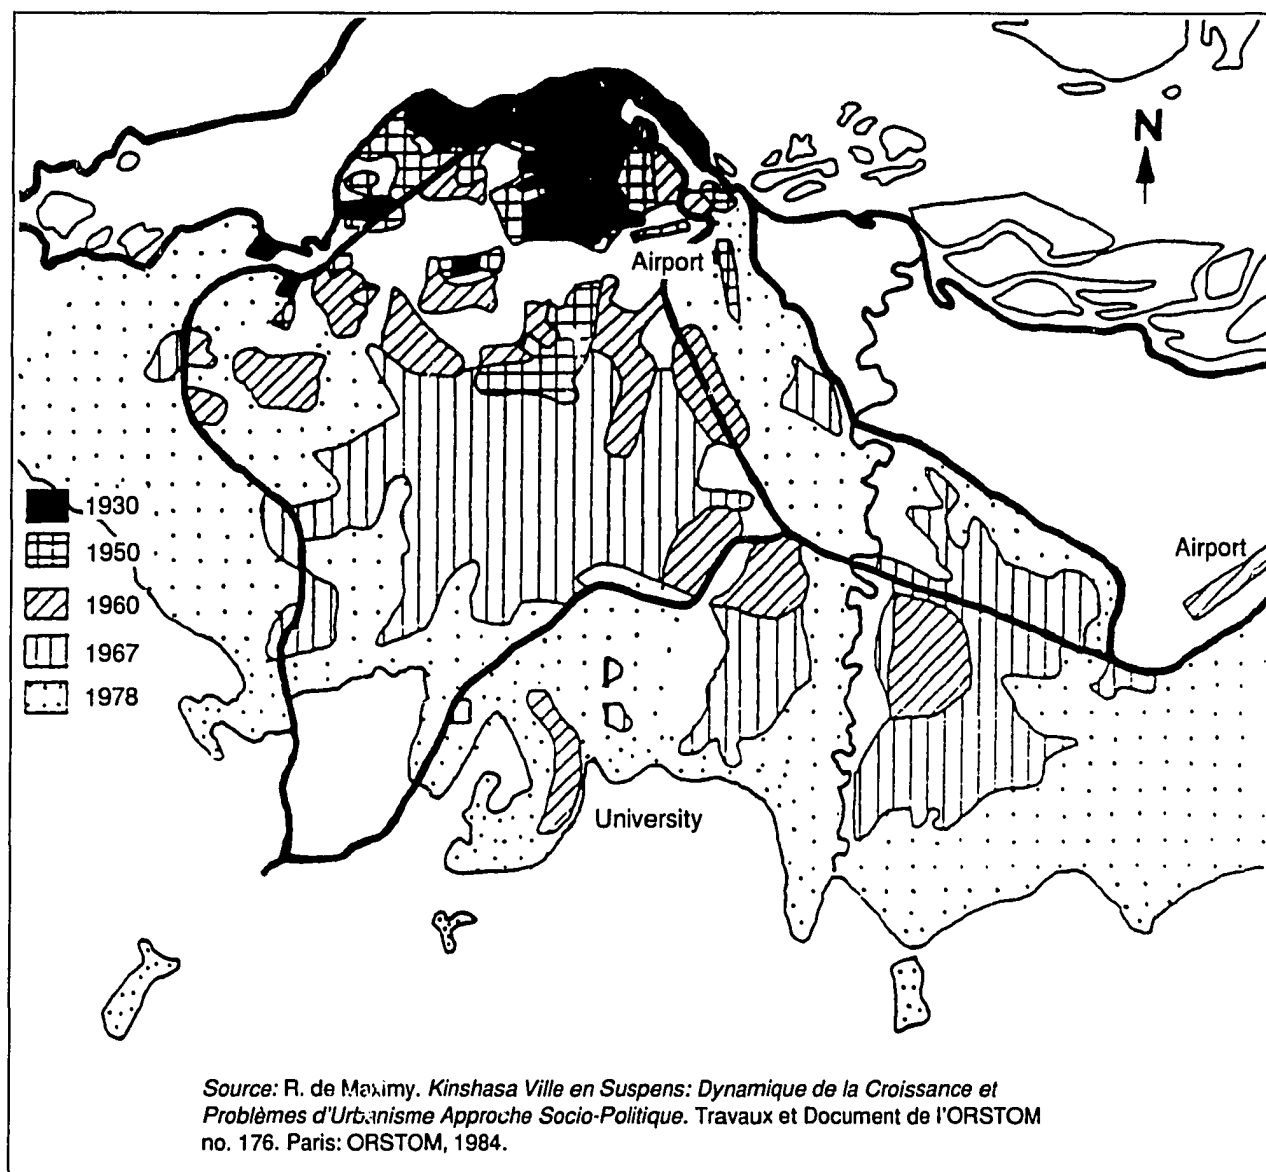 N
Airport
Airport
1930
1950
1960
1967
1978
University
Source: R. de Maximy. Kinshasa Ville en Suspens: Dynamique de la Croissance et
Problèmes d'Urbanisme Approche Socio-Politique. Travaux et Document de l'ORSTOM
no. 176. Paris: ORSTOM, 1984.